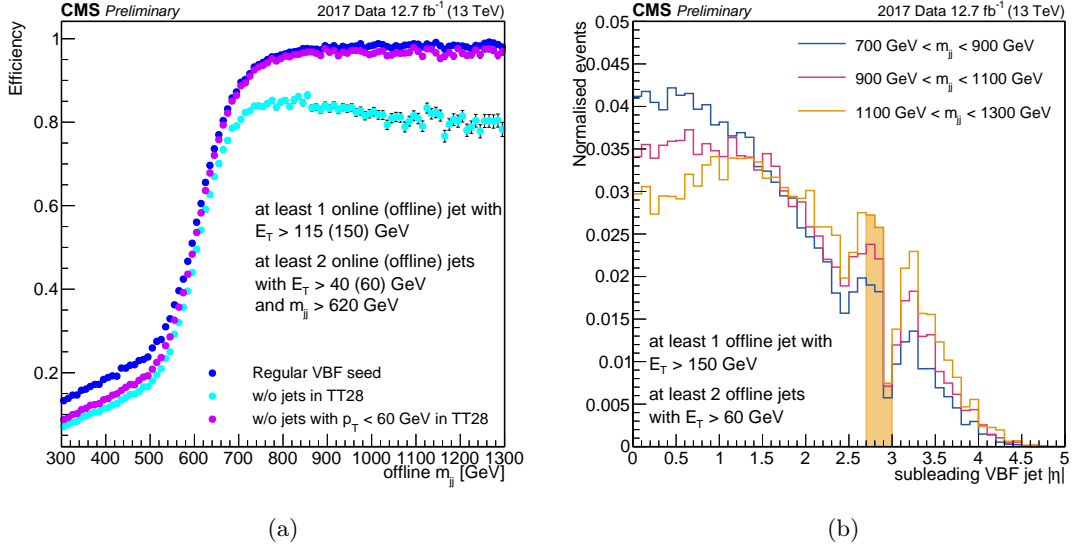 CMS Preliminary
2017 Data 12.7 fb⁻¹ (13 TeV)
Efficiency
1
0.8
0.6
0.4
0.2
at least 1 online (offline) jet with
E_T > 115 (150) GeV
at least 2 online (offline) jets
with E_T > 40 (60) GeV
and m_jj > 620 GeV
Regular VBF seed
w/o jets in TT28
w/o jets with p_T < 60 GeV in TT28
300 400 500 600 700 800 900 1000 1100 1200 1300
offline m_jj [GeV]
(a)
CMS Preliminary
2017 Data 12.7 fb⁻¹ (13 TeV)
Normalised events
0.05
0.045
0.04
0.035
0.03
0.025
0.02
0.015
0.01
0.005
0
700 GeV < m_jj < 900 GeV
900 GeV < m_jj < 1100 GeV
1100 GeV < m_jj < 1300 GeV
at least 1 offline jet with
E_T > 150 GeV
at least 2 offline jets
with E_T > 60 GeV
0 0.5 1 1.5 2 2.5 3 3.5 4 4.5 5
subleading VBF jet |η|
(b)